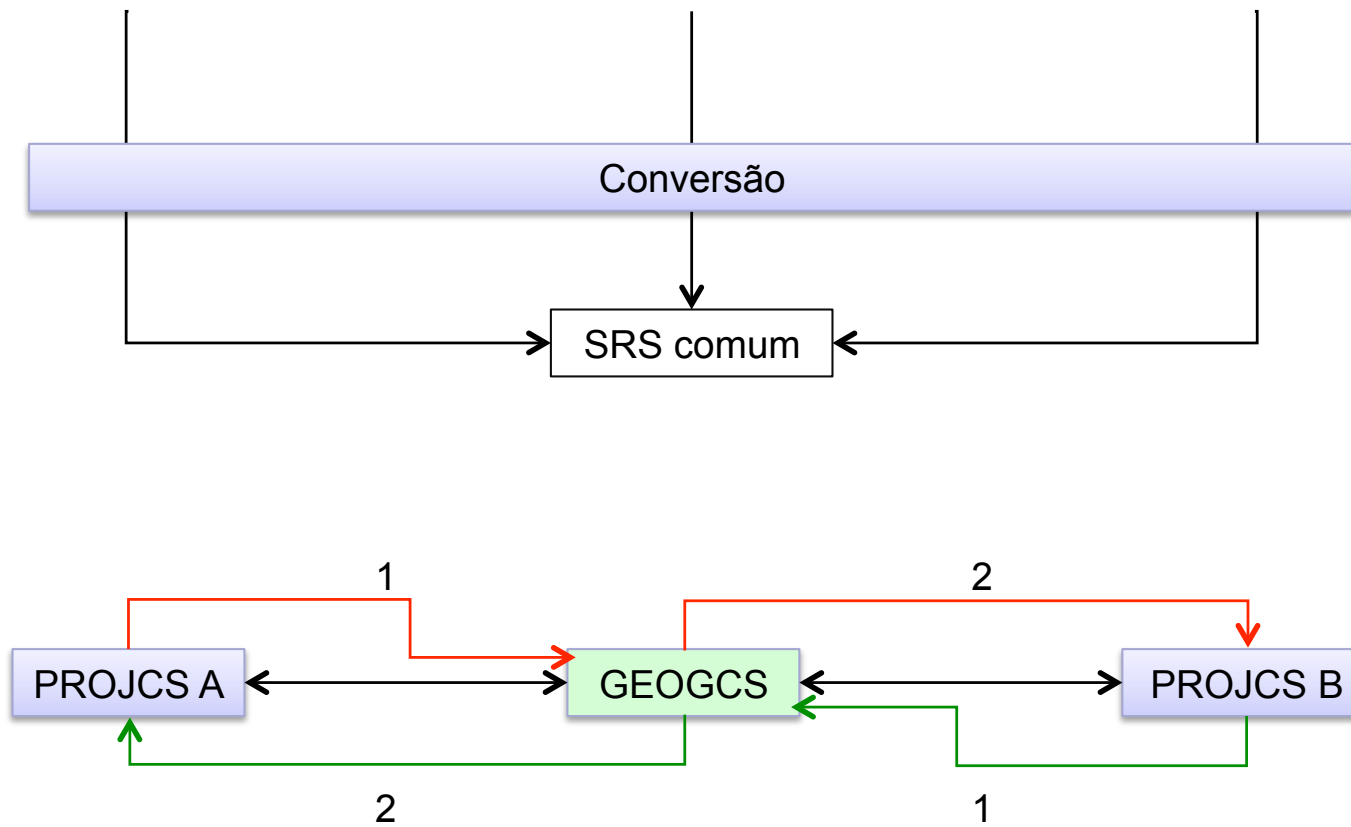 Conversão
SRS comum
1
2
PROJCS A
GEOGCS
PROJCS B
2
1